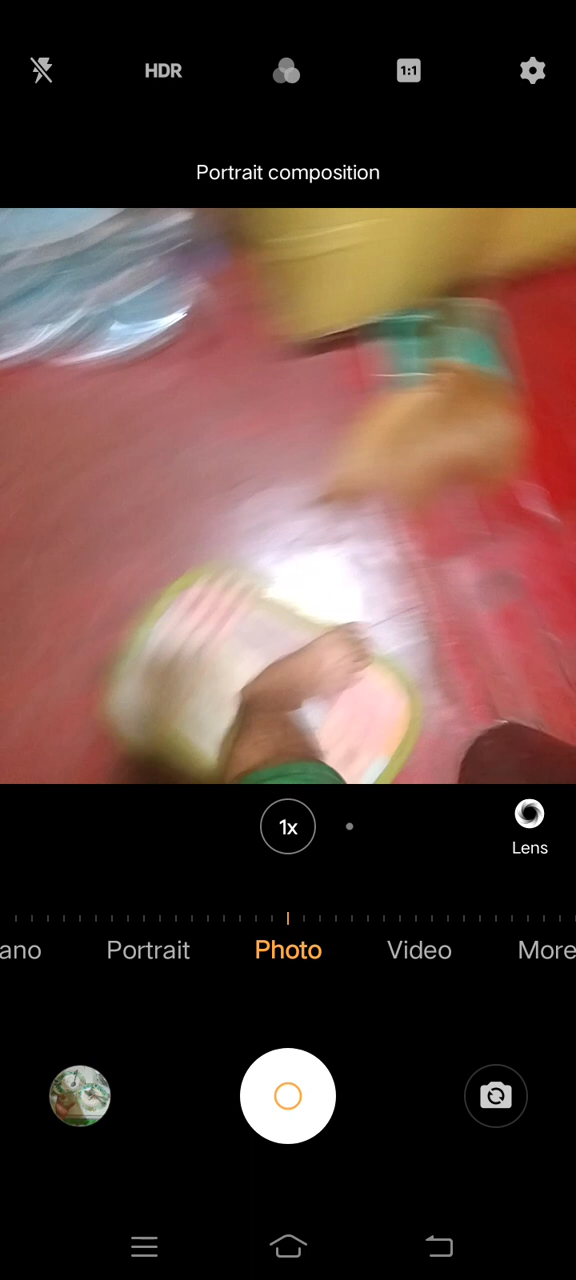 HDR
1:1
Portrait composition
1x
Lens
ano Portrait Photo Video More